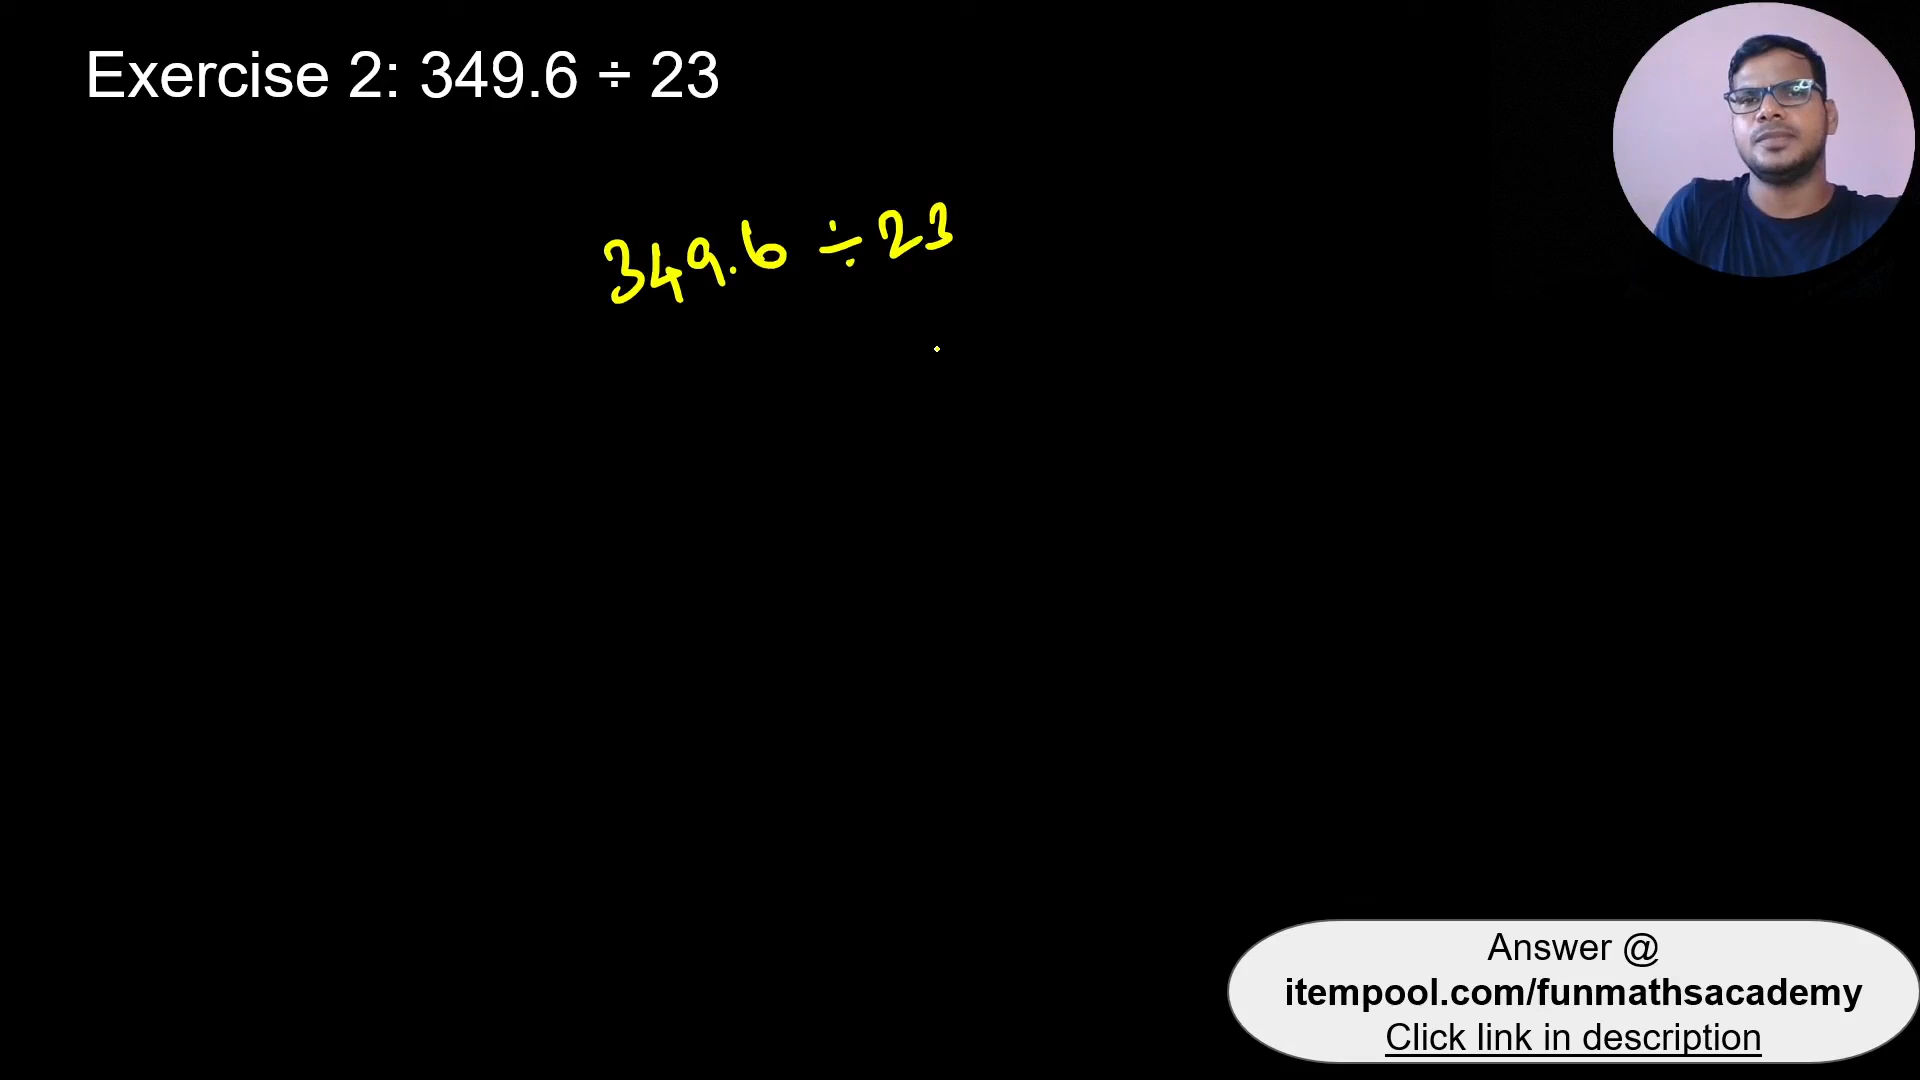 Exercise 2: 349.6 ÷ 23
349.6 ÷ 23
Answer @
itempool.com/funmathsacademy
Click link in description